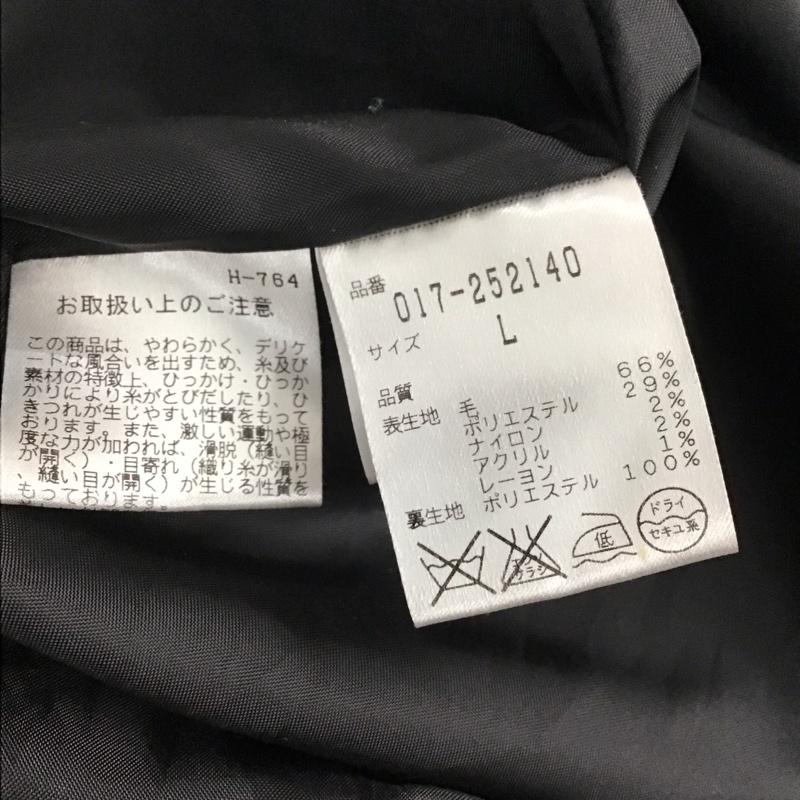 H-764
お取扱い上のご注意
この商品は、やわらかく、デリケ
ートな風合いを出すため、糸及び
素材の特徴上、ひっかけ・ひっか
かりにより糸がとびだしたり、ひ
きつれが生じやすい性質をもって
おります。また、激しい運動や極
度な力が加われば、滑脱(縫い目
が開く)・目寄れ(織り糸が滑り
、縫い目が開く)が生じる性質を
もっております。
品番 017-252140
サイズ L
品質
表生地 毛 66%
ポリエステル 29%
ナイロン 2%
アクリル 2%
レーヨン 1%
裏生地 ポリエステル 100%
エンソ
サラシ
低
ドライ
セキユ系